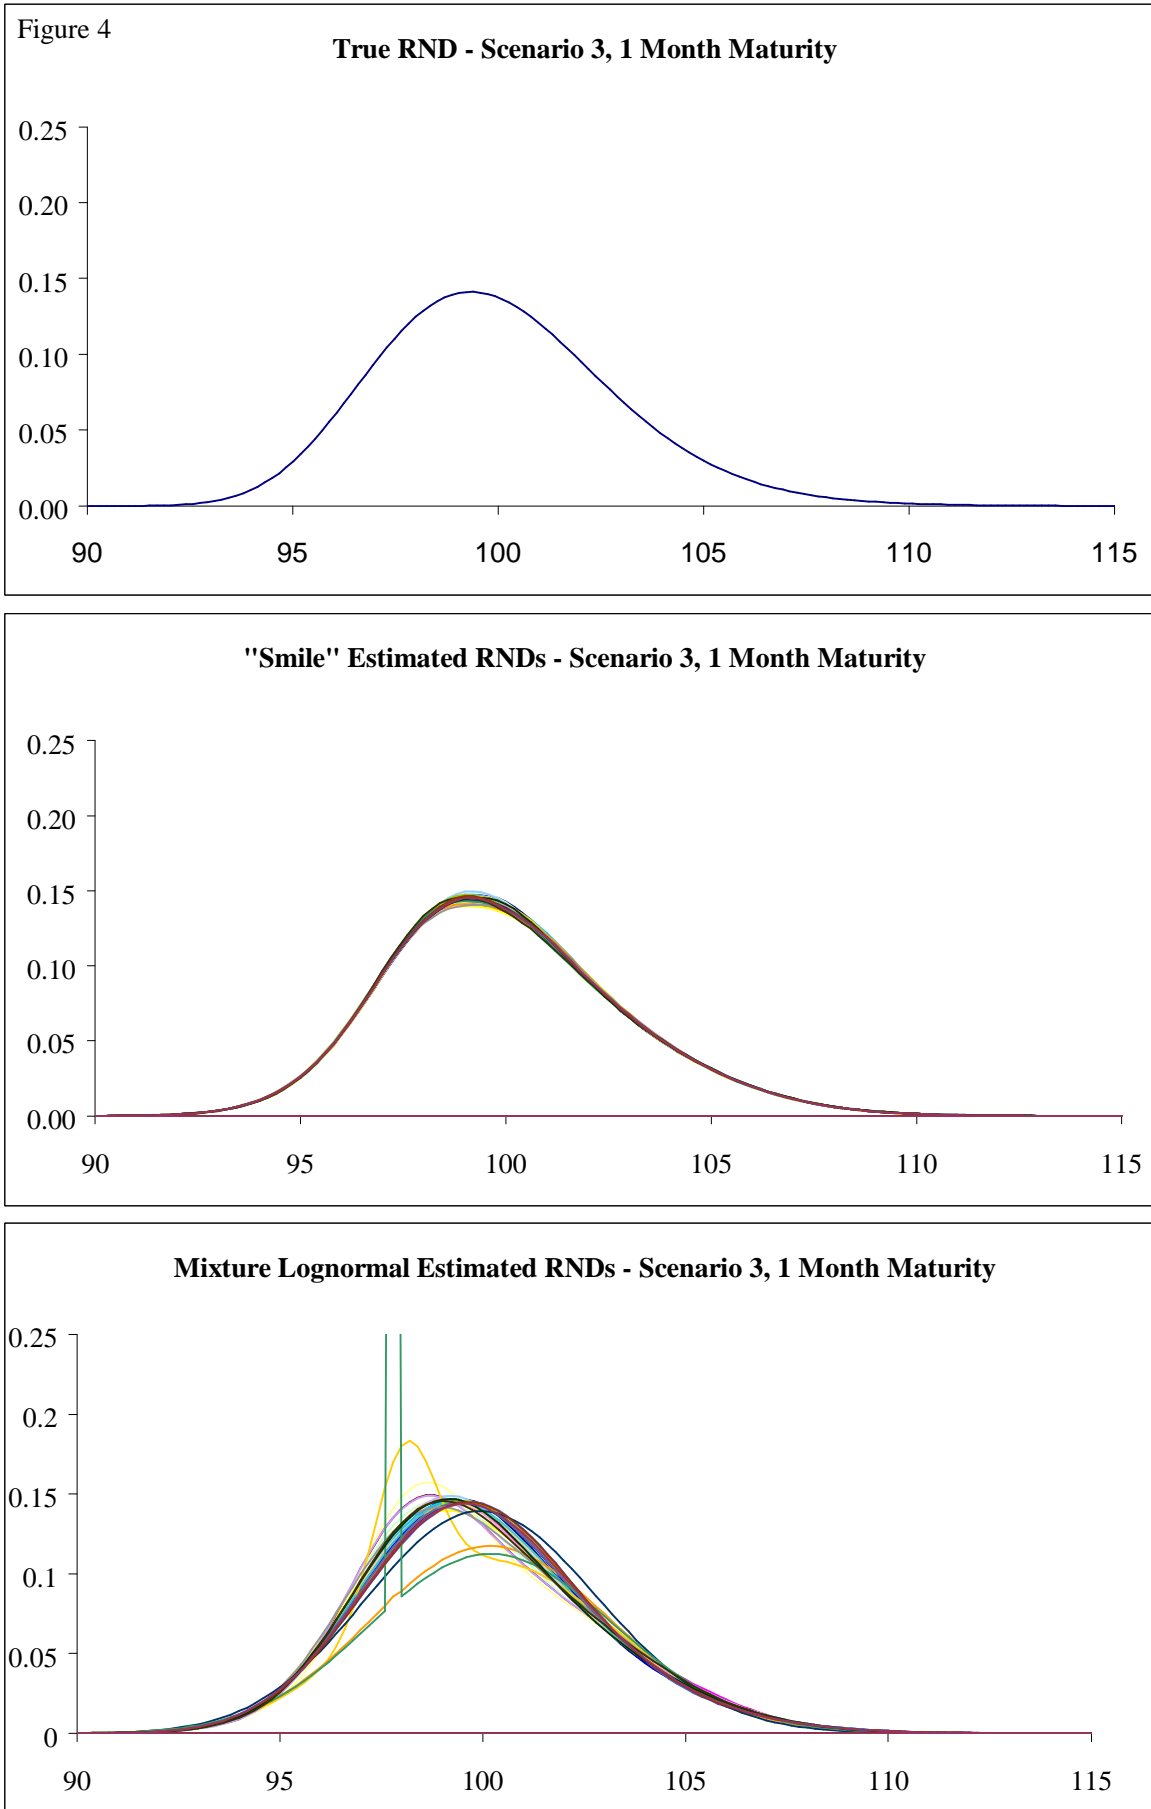 Figure 4
True RND - Scenario 3, 1 Month Maturity
0.25
0.20
0.15
0.10
0.05
0.00
90 95 100 105 110 115
"Smile" Estimated RNDs - Scenario 3, 1 Month Maturity
0.25
0.20
0.15
0.10
0.05
0.00
90 95 100 105 110 115
Mixture Lognormal Estimated RNDs - Scenario 3, 1 Month Maturity
0.25
0.2
0.15
0.1
0.05
0
90 95 100 105 110 115